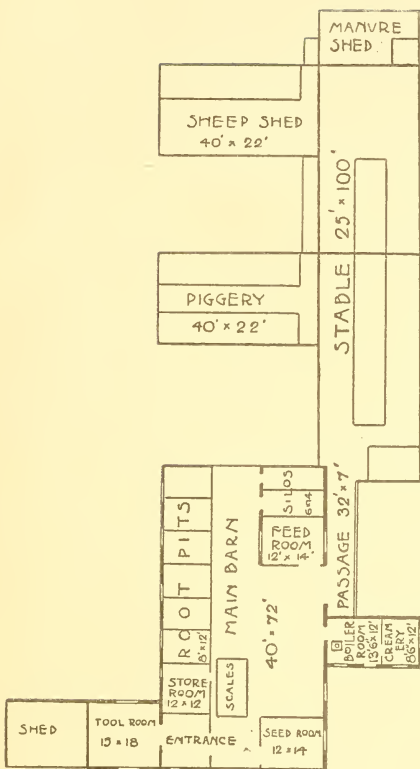 MANURE
SHED
SHEEP SHED
40' x 22'
STABLE 25' x 100'
PIGGERY
40' x 22'
SILOS
FEED
ROOM
12' x 14'
PASSAGE 32' x 7'
ROOT PITS
8' x 12'
MAIN BARN
40' x 72'
BOILER
ROOM
13'6" x 12'
CREAM
ERY
8'6" x 12'
STORE
ROOM
12 x 12
SCALES
SHED
TOOL ROOM
15 x 18
ENTRANCE
SEED ROOM
12 x 14